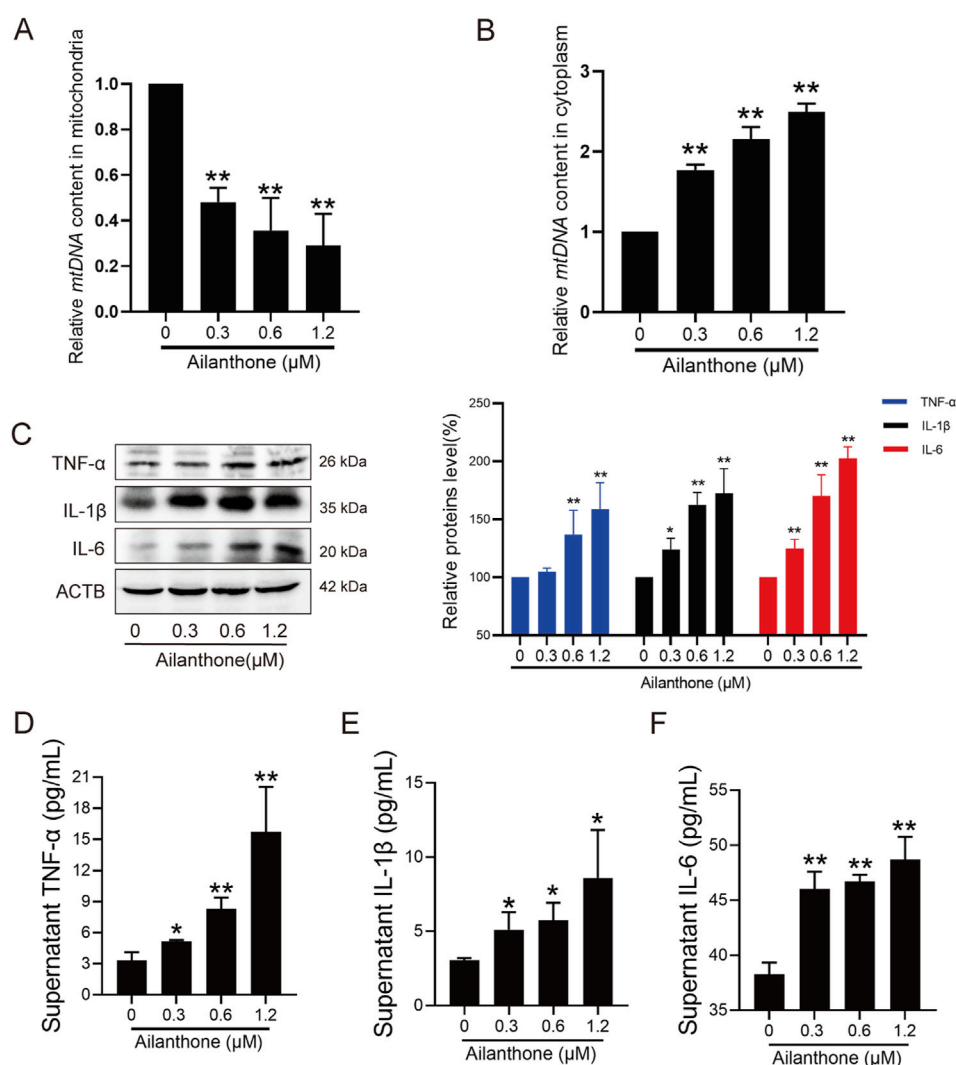 A
Relative mtDNA content in mitochondria
1.0
0.8
0.6
0.4
0.2
0.0
** ** **
0 0.3 0.6 1.2
Ailanthone (μM)
B
Relative mtDNA content in cytoplasm
3
2
1
0
** ** **
0 0.3 0.6 1.2
Ailanthone (μM)
C
TNF-α 26 kDa
IL-1β 35 kDa
IL-6 20 kDa
ACTB 42 kDa
0 0.3 0.6 1.2
Ailanthone(μM)
Relative proteins level(%)
250
200
150
100
50
** ** * ** ** ** ** **
0 0.3 0.6 1.2 0 0.3 0.6 1.2 0 0.3 0.6 1.2
Ailanthone (μM)
TNF-α
IL-1β
IL-6
D
Supernatant TNF-α (pg/mL)
21
18
15
12
9
6
3
0
* ** **
0 0.3 0.6 1.2
Ailanthone (μM)
E
Supernatant IL-1β (pg/mL)
15
10
5
0
* * *
0 0.3 0.6 1.2
Ailanthone (μM)
F
Supernatant IL-6 (pg/mL)
55
51
47
43
39
35
** ** **
0 0.3 0.6 1.2
Ailanthone (μM)